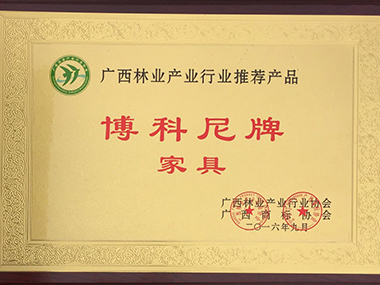 广西林业产业行业推荐产品
博科尼牌
家具
广西林业产业行业协会
广西商标协会
二〇一六年九月